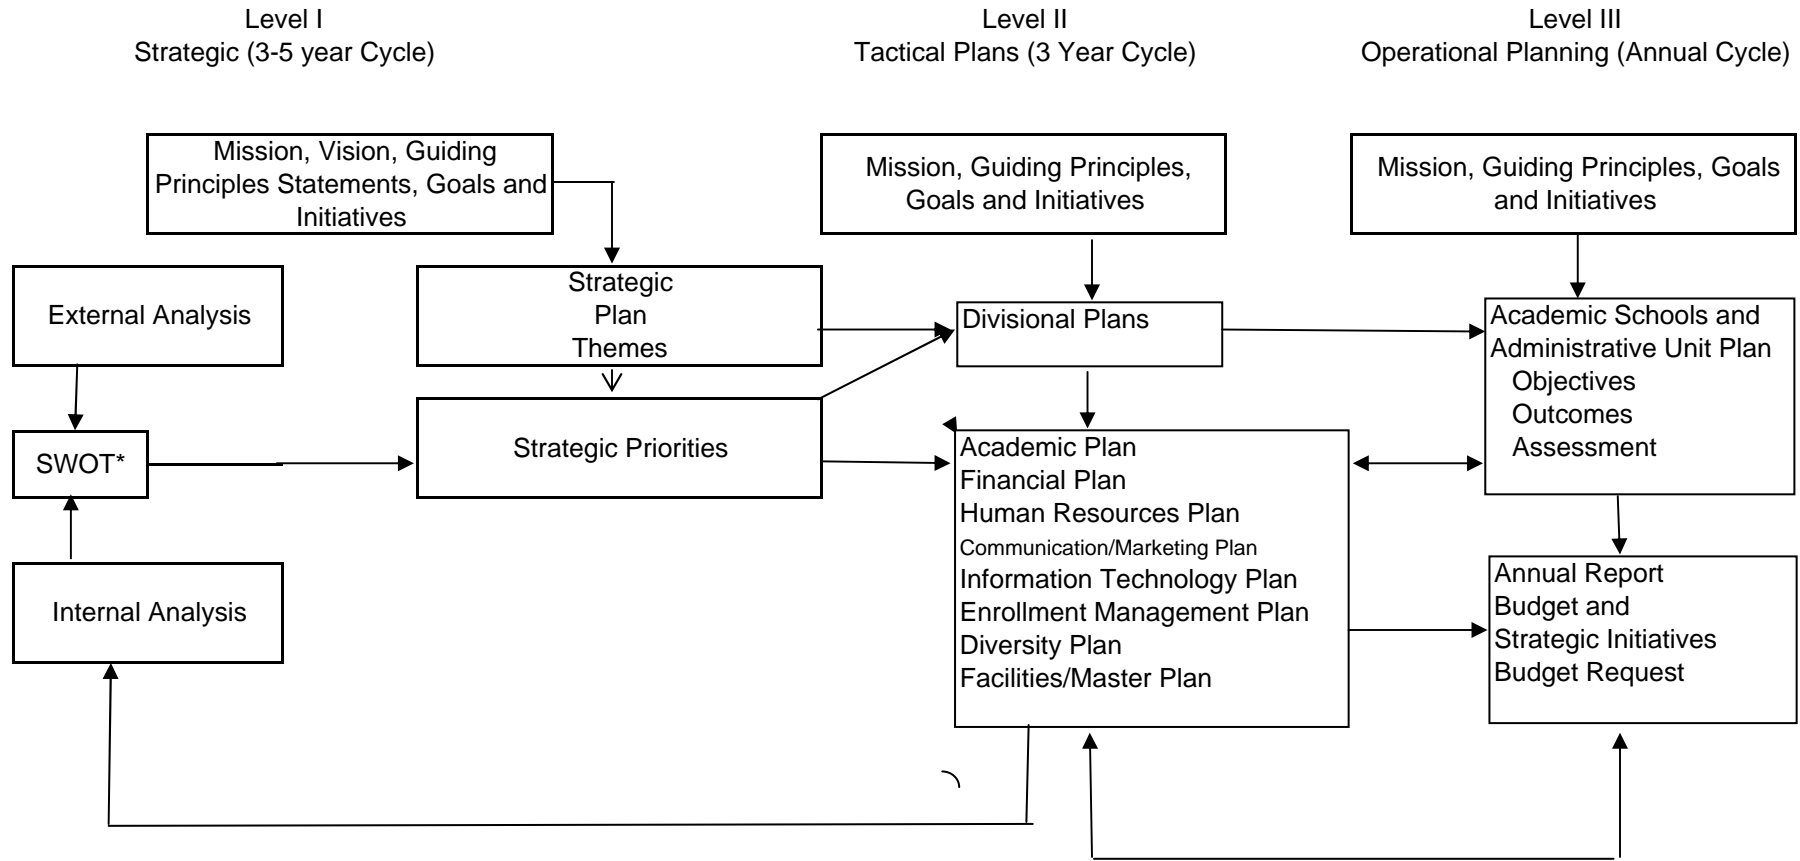 Level I
Strategic (3-5 year Cycle)
Level II
Tactical Plans (3 Year Cycle)
Level III
Operational Planning (Annual Cycle)
Mission, Vision, Guiding
Principles Statements, Goals and
Initiatives
Mission, Guiding Principles,
Goals and Initiatives
Mission, Guiding Principles, Goals
and Initiatives
External Analysis
Strategic
Plan
Themes
Divisional Plans
Academic Schools and
Administrative Unit Plan
Objectives
Outcomes
Assessment
SWOT*
Strategic Priorities
Academic Plan
Financial Plan
Human Resources Plan
Communication/Marketing Plan
Information Technology Plan
Enrollment Management Plan
Diversity Plan
Facilities/Master Plan
Internal Analysis
Annual Report
Budget and
Strategic Initiatives
Budget Request